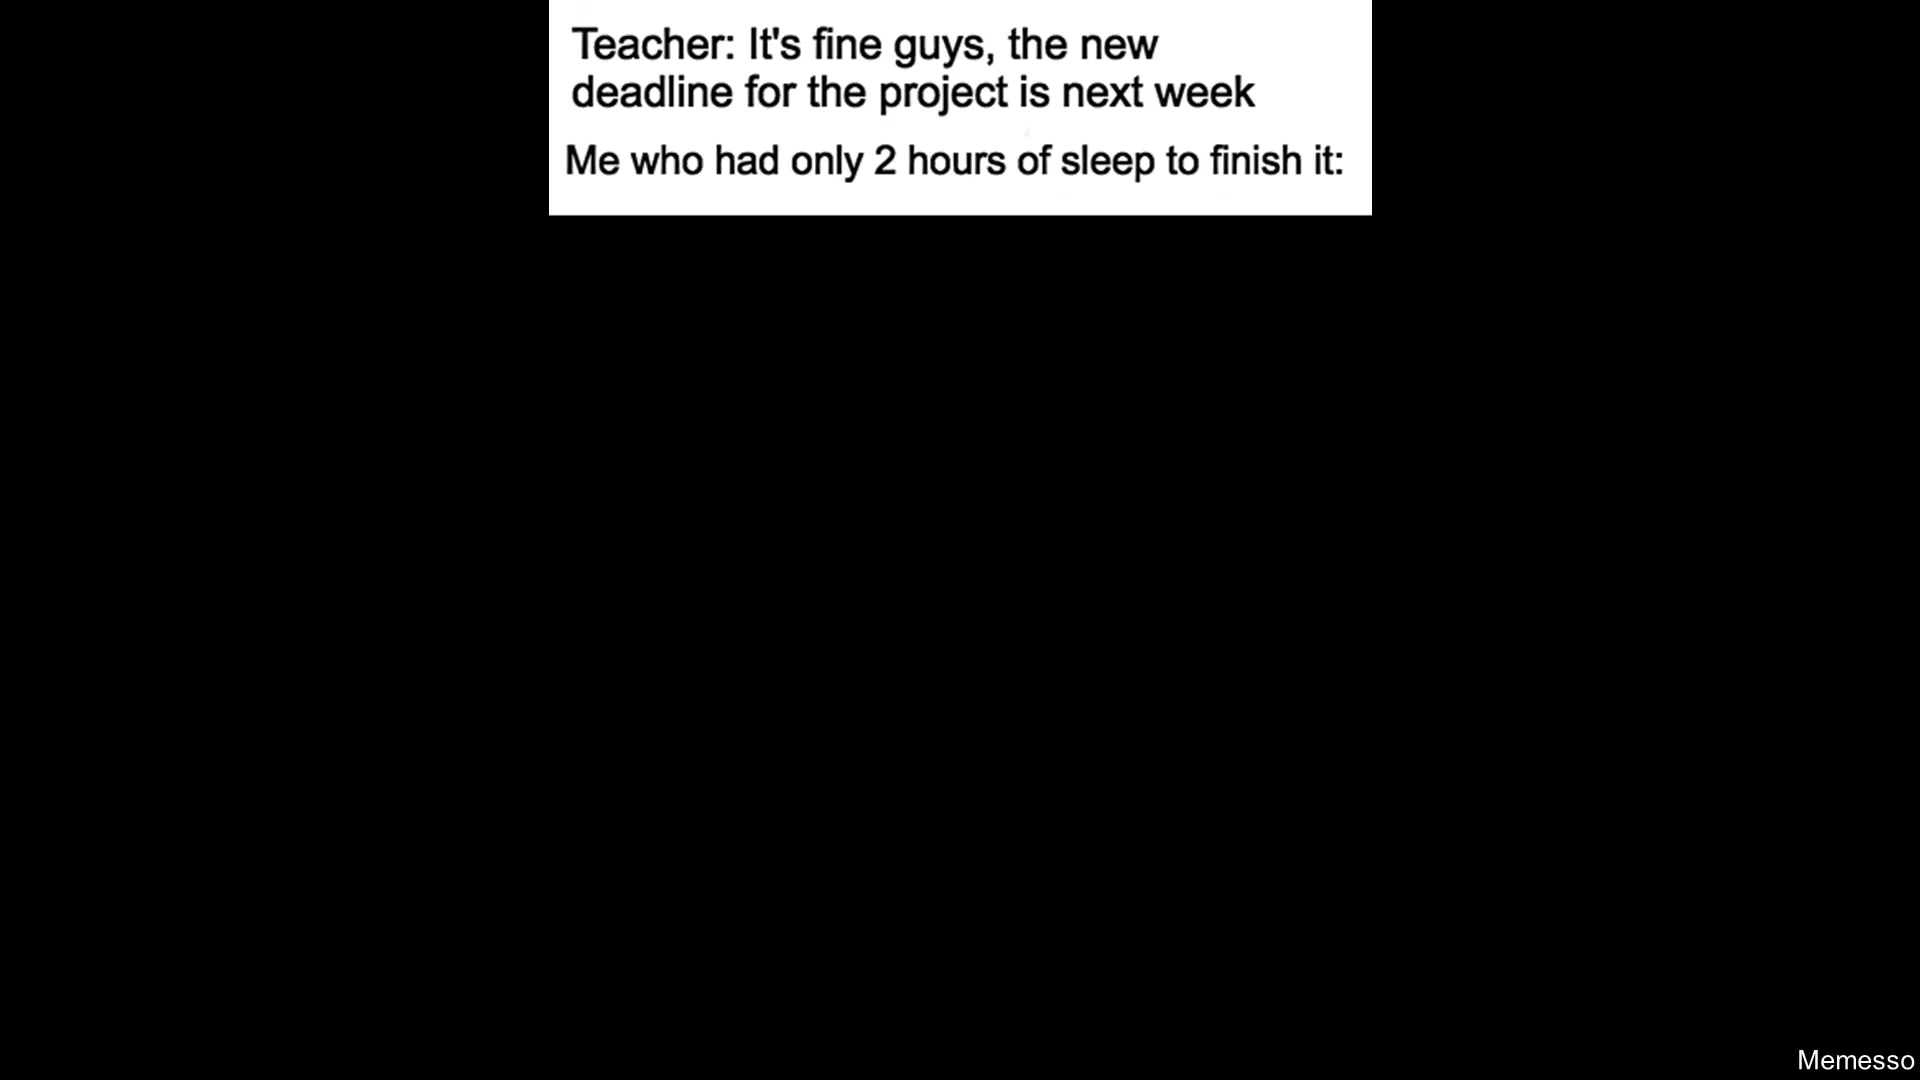 Teacher: It's fine guys, the new
deadline for the project is next week
Me who had only 2 hours of sleep to finish it:
Memesso